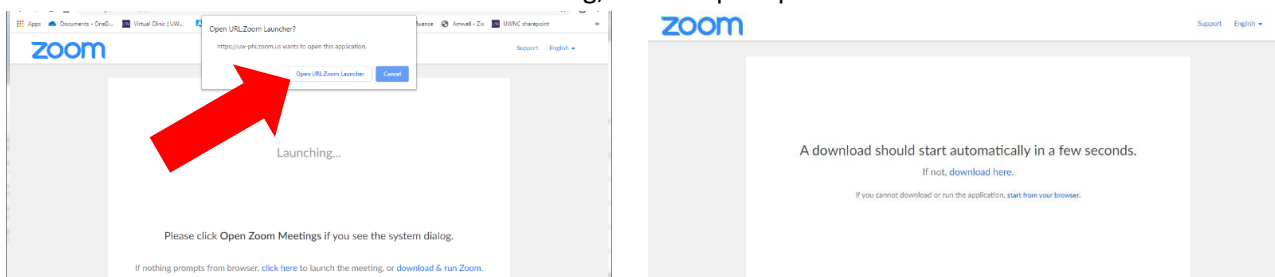 Apps Documents - OneD... Virtual Clinic | UW... Amwell - Zix UWNC sharepoint »
Open URL:Zoom Launcher?
https://uw-phi.zoom.us wants to open this application.
Open URL:Zoom Launcher Cancel
zoom Support English
Launching...
Please click Open Zoom Meetings if you see the system dialog.
If nothing prompts from browser, click here to launch the meeting, or download & run Zoom.
zoom Support English
A download should start automatically in a few seconds.
If not, download here.
If you cannot download or run the application, start from your browser.